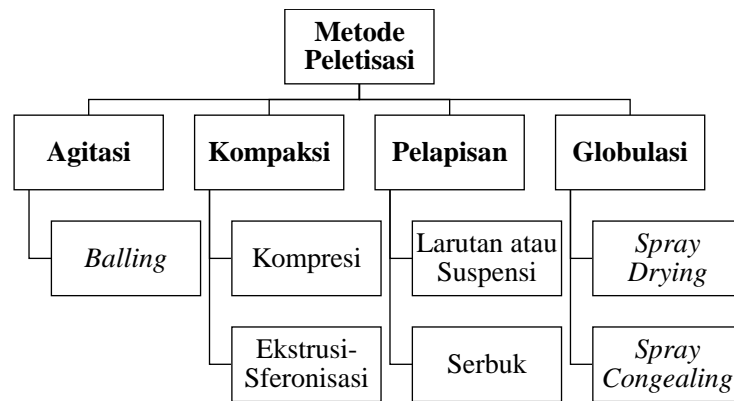 Metode
Peletisasi
Agitasi
Kompaksi
Pelapisan
Globulasi
Balling
Kompresi
Larutan atau
Suspensi
Spray
Drying
Ekstrusi-
Sferonisasi
Serbuk
Spray
Congealing